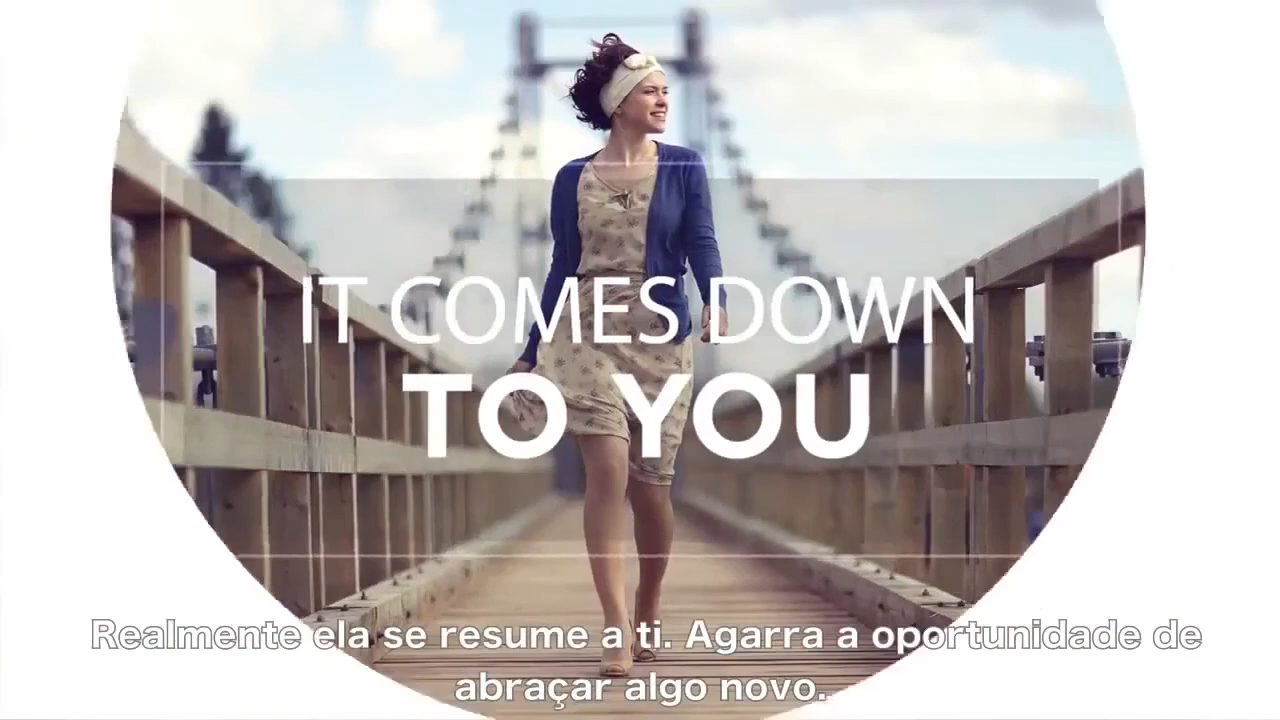 IT COMES DOWN
TO YOU
Realmente ela se resume a ti. Agarra a oportunidade de
abraçar algo novo.